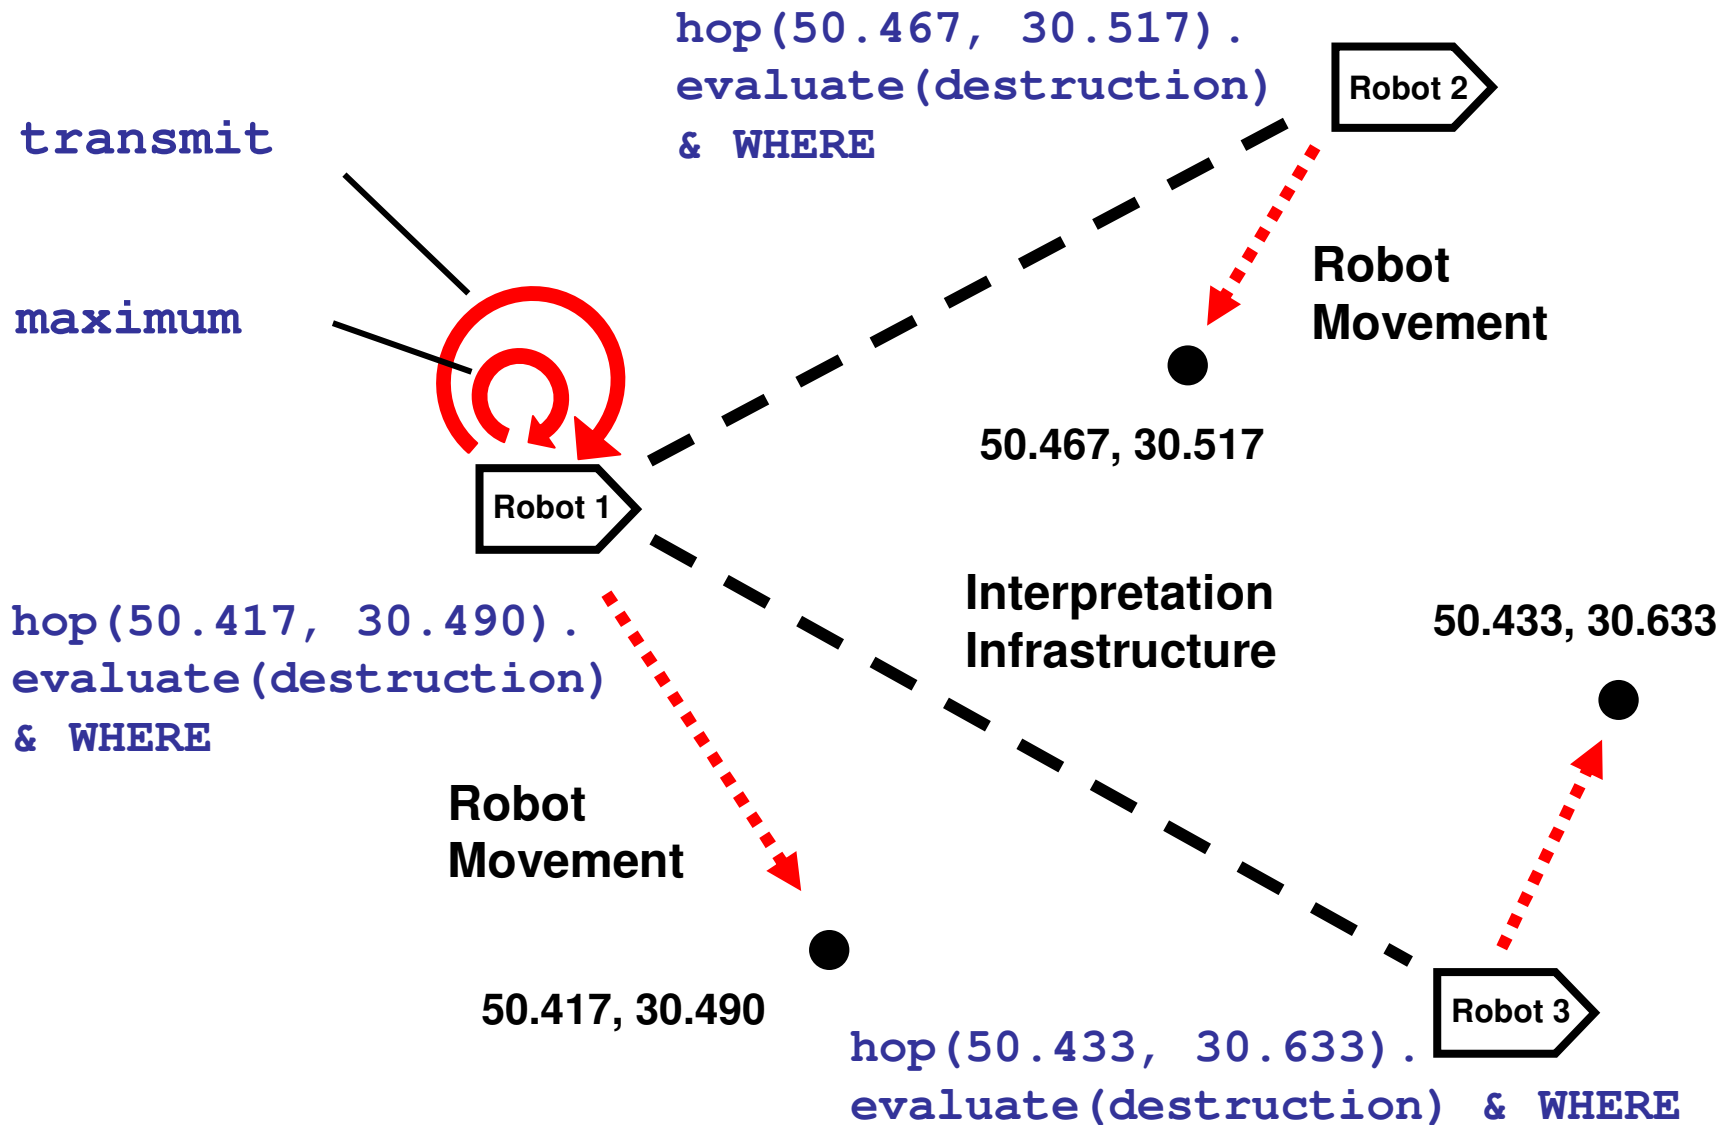 hop(50.467, 30.517).
evaluate(destruction)
& WHERE
Robot 2
transmit
maximum
Robot
Movement
50.467, 30.517
Robot 1
hop(50.417, 30.490).
evaluate(destruction)
& WHERE
Interpretation
Infrastructure
50.433, 30.633
Robot
Movement
50.417, 30.490
Robot 3
hop(50.433, 30.633).
evaluate(destruction) & WHERE